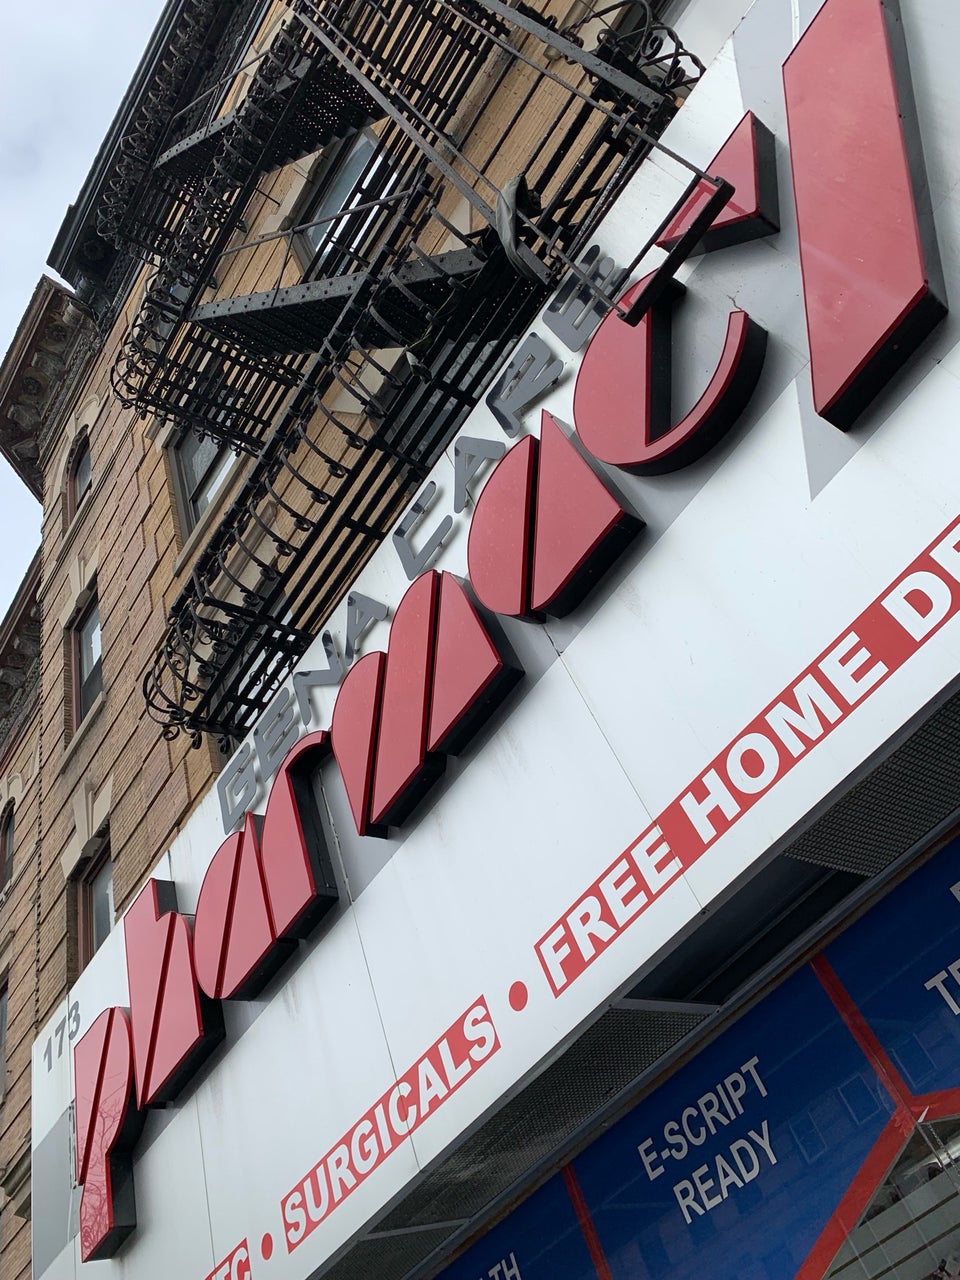 GENA CARE
173
pharmacy
TC • SURGICALS • FREE HOME DE
E-SCRIPT
READY